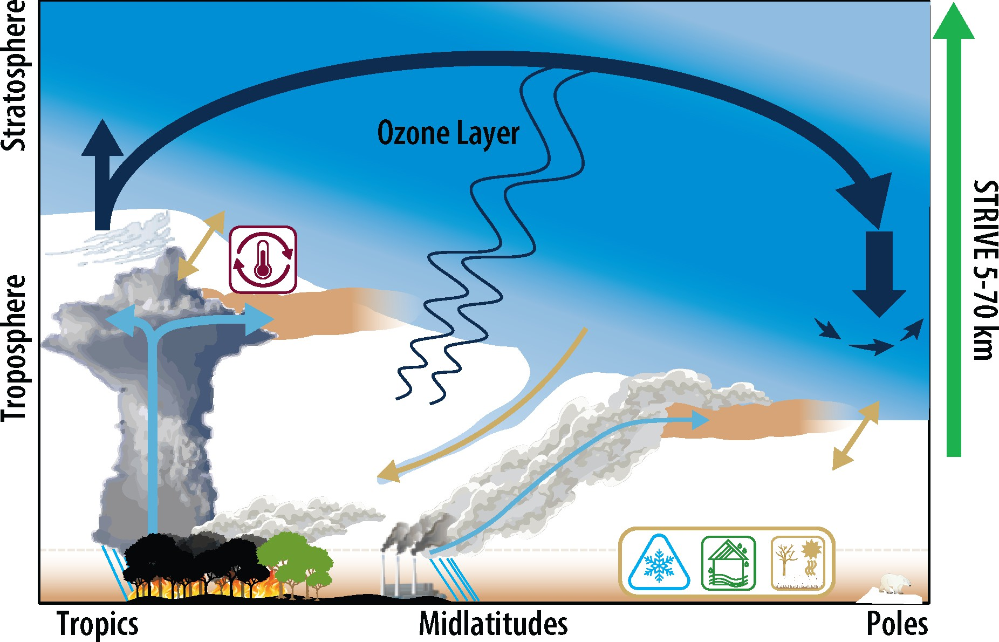 Stratosphere
Troposphere
Ozone Layer
STRIVE 5-70 km
Tropics
Midlatitudes
Poles